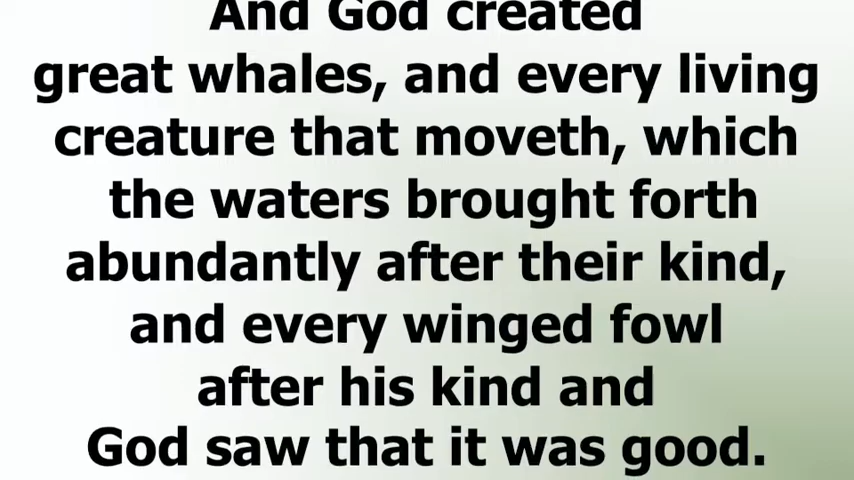 And God created
great whales, and every living
creature that moveth, which
the waters brought forth
abundantly after their kind,
and every winged fowl
after his kind and
God saw that it was good.